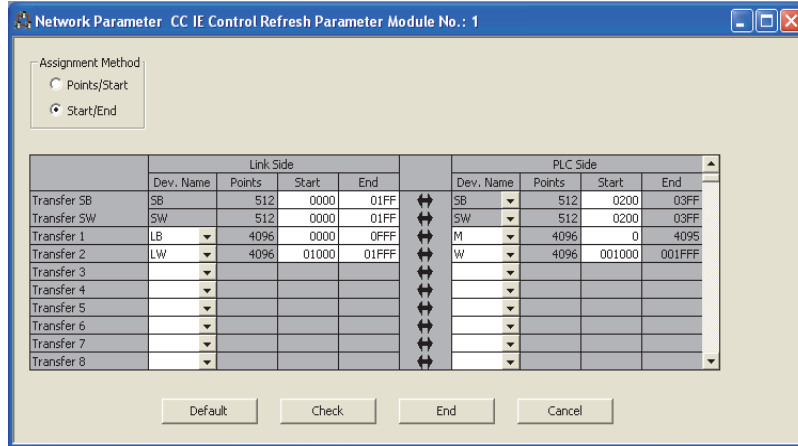 Network Parameter CC IE Control Refresh Parameter Module No.: 1
Assignment Method
Points/Start
Start/End
Link Side PLC Side
Dev. Name Points Start End Dev. Name Points Start End
Transfer SB SB 512 0000 01FF SB 512 0200 03FF
Transfer SW SW 512 0000 01FF SW 512 0200 03FF
Transfer 1 LB 4096 0000 0FFF M 4096 0 4095
Transfer 2 LW 4096 01000 01FFF W 4096 001000 001FFF
Transfer 3
Transfer 4
Transfer 5
Transfer 6
Transfer 7
Transfer 8
Default Check End Cancel